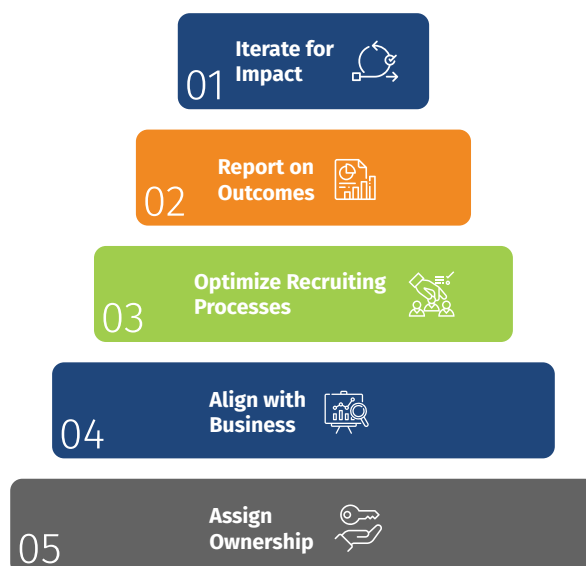 Iterate for
Impact
01
Report on
Outcomes
02
Optimize Recruiting
Processes
03
Align with
Business
04
Assign
Ownership
05